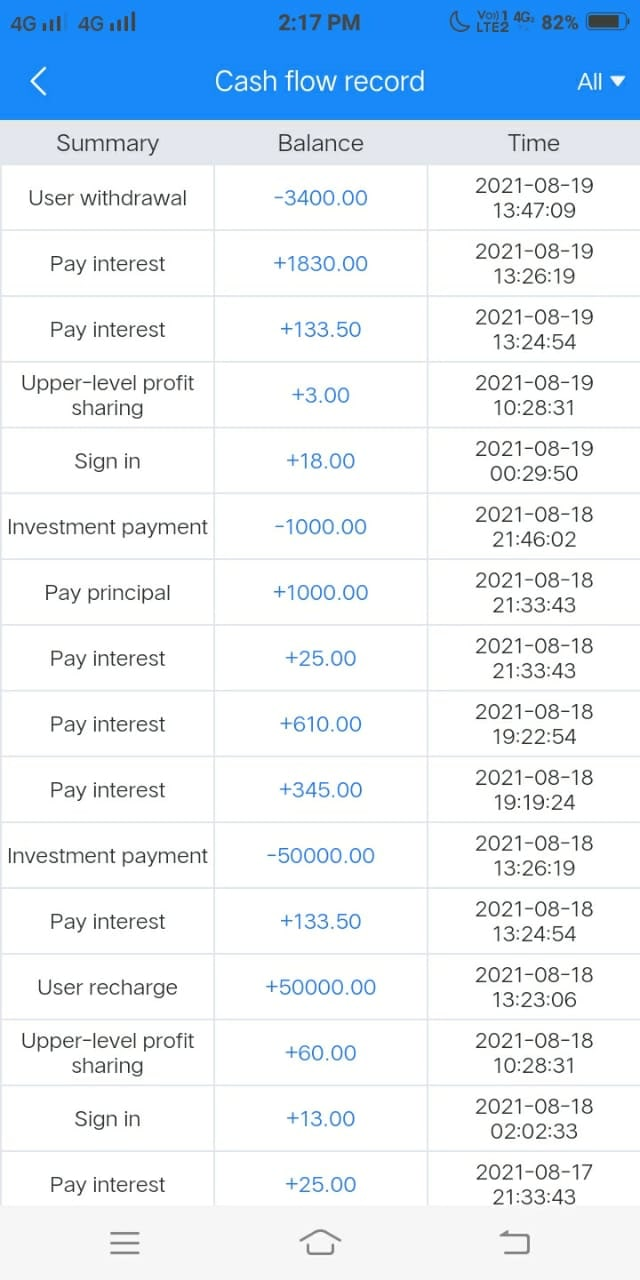 4G 4G 2:17 PM Vo)) 1 4G LTE2 82%
Cash flow record All
Summary Balance Time
User withdrawal -3400.00 2021-08-19
13:47:09
Pay interest +1830.00 2021-08-19
13:26:19
Pay interest +133.50 2021-08-19
13:24:54
Upper-level profit
sharing +3.00 2021-08-19
10:28:31
Sign in +18.00 2021-08-19
00:29:50
Investment payment -1000.00 2021-08-18
21:46:02
Pay principal +1000.00 2021-08-18
21:33:43
Pay interest +25.00 2021-08-18
21:33:43
Pay interest +610.00 2021-08-18
19:22:54
Pay interest +345.00 2021-08-18
19:19:24
Investment payment -50000.00 2021-08-18
13:26:19
Pay interest +133.50 2021-08-18
13:24:54
User recharge +50000.00 2021-08-18
13:23:06
Upper-level profit
sharing +60.00 2021-08-18
10:28:31
Sign in +13.00 2021-08-18
02:02:33
Pay interest +25.00 2021-08-17
21:33:43